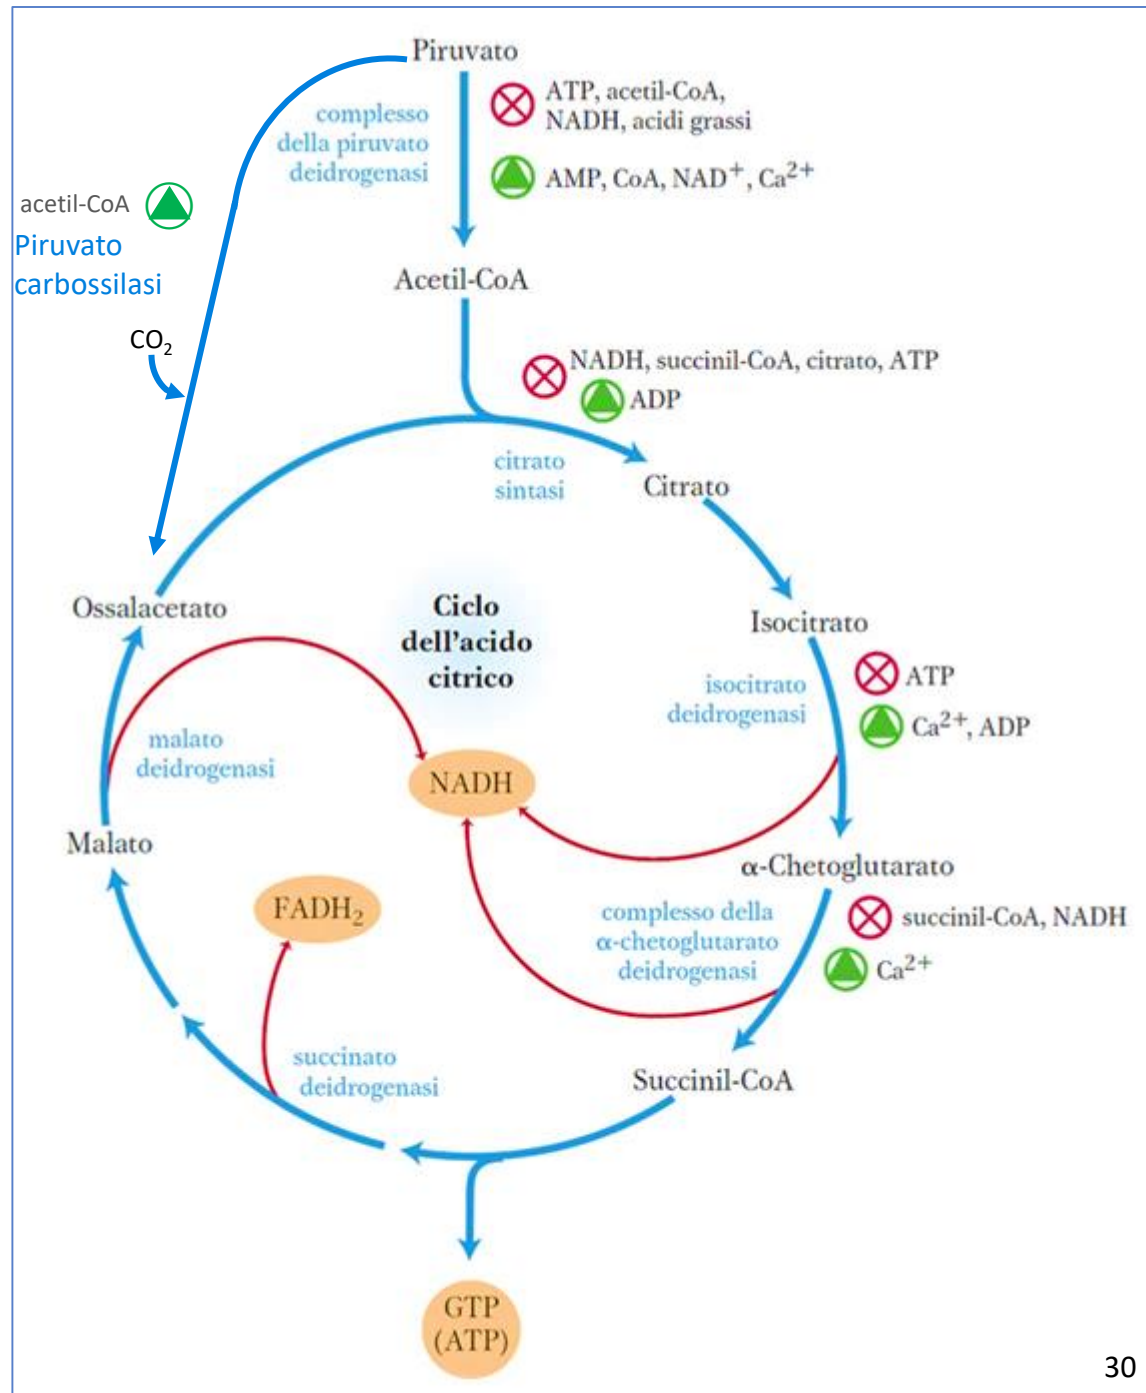 Piruvato
ATP, acetil-CoA,
NADH, acidi grassi
complesso
della piruvato
deidrogenasi
AMP, CoA, NAD⁺, Ca²⁺
acetil-CoA
Piruvato
carbossilasi
Acetil-CoA
CO₂
NADH, succinil-CoA, citrato, ATP
ADP
citrato
sintasi
Citrato
Ossalacetato
Ciclo
dell'acido
citrico
Isocitrato
isocitrato
deidrogenasi
ATP
Ca²⁺, ADP
malato
deidrogenasi
NADH
Malato
α-Chetoglutarato
FADH₂
complesso della
α-chetoglutarato
deidrogenasi
succinil-CoA, NADH
Ca²⁺
succinato
deidrogenasi
Succinil-CoA
GTP
(ATP)
30